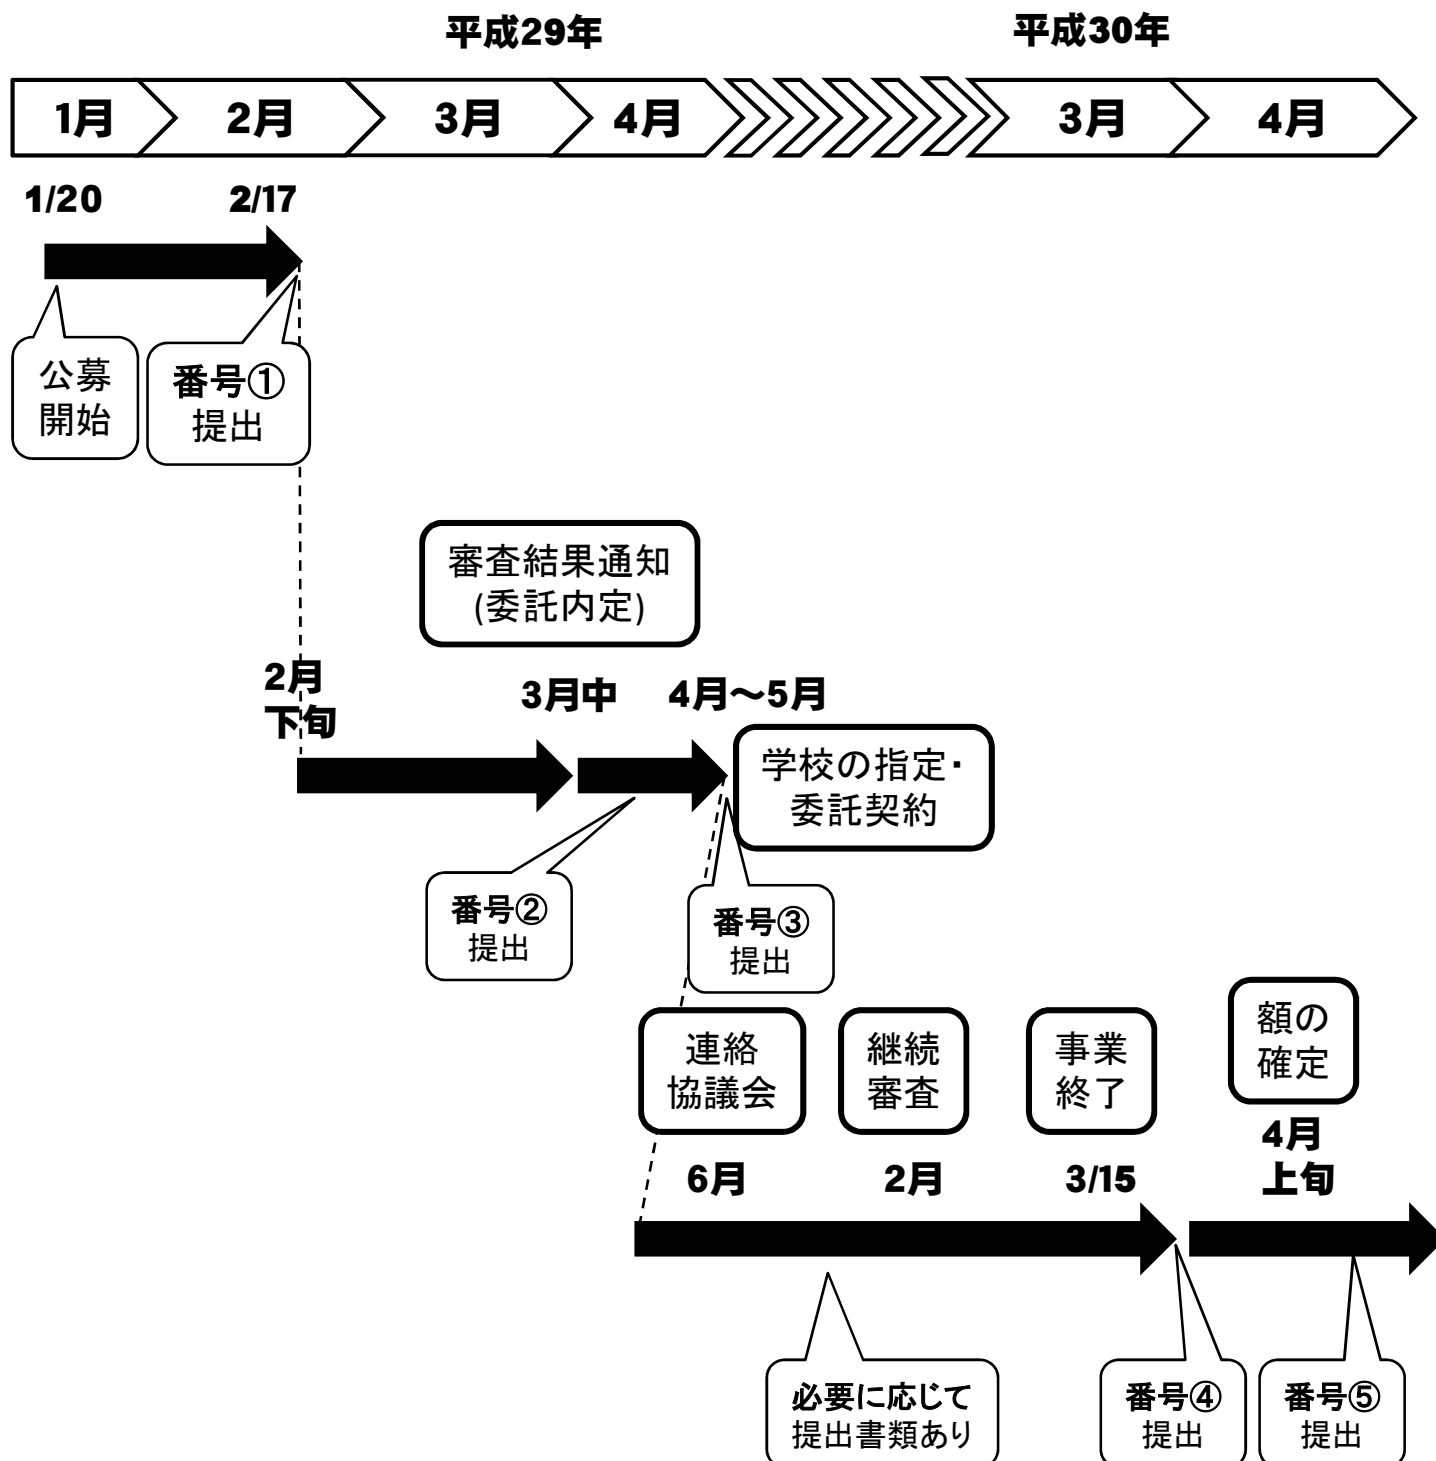 平成29年
平成30年
1月
2月
3月
4月
3月
4月
1/20
2/17
公募
開始
番号①
提出
審査結果通知
(委託内定)
2月
下旬
3月中
4月～5月
学校の指定・
委託契約
番号②
提出
番号③
提出
連絡
協議会
継続
審査
事業
終了
額の
確定
6月
2月
3/15
4月
上旬
必要に応じて
提出書類あり
番号④
提出
番号⑤
提出